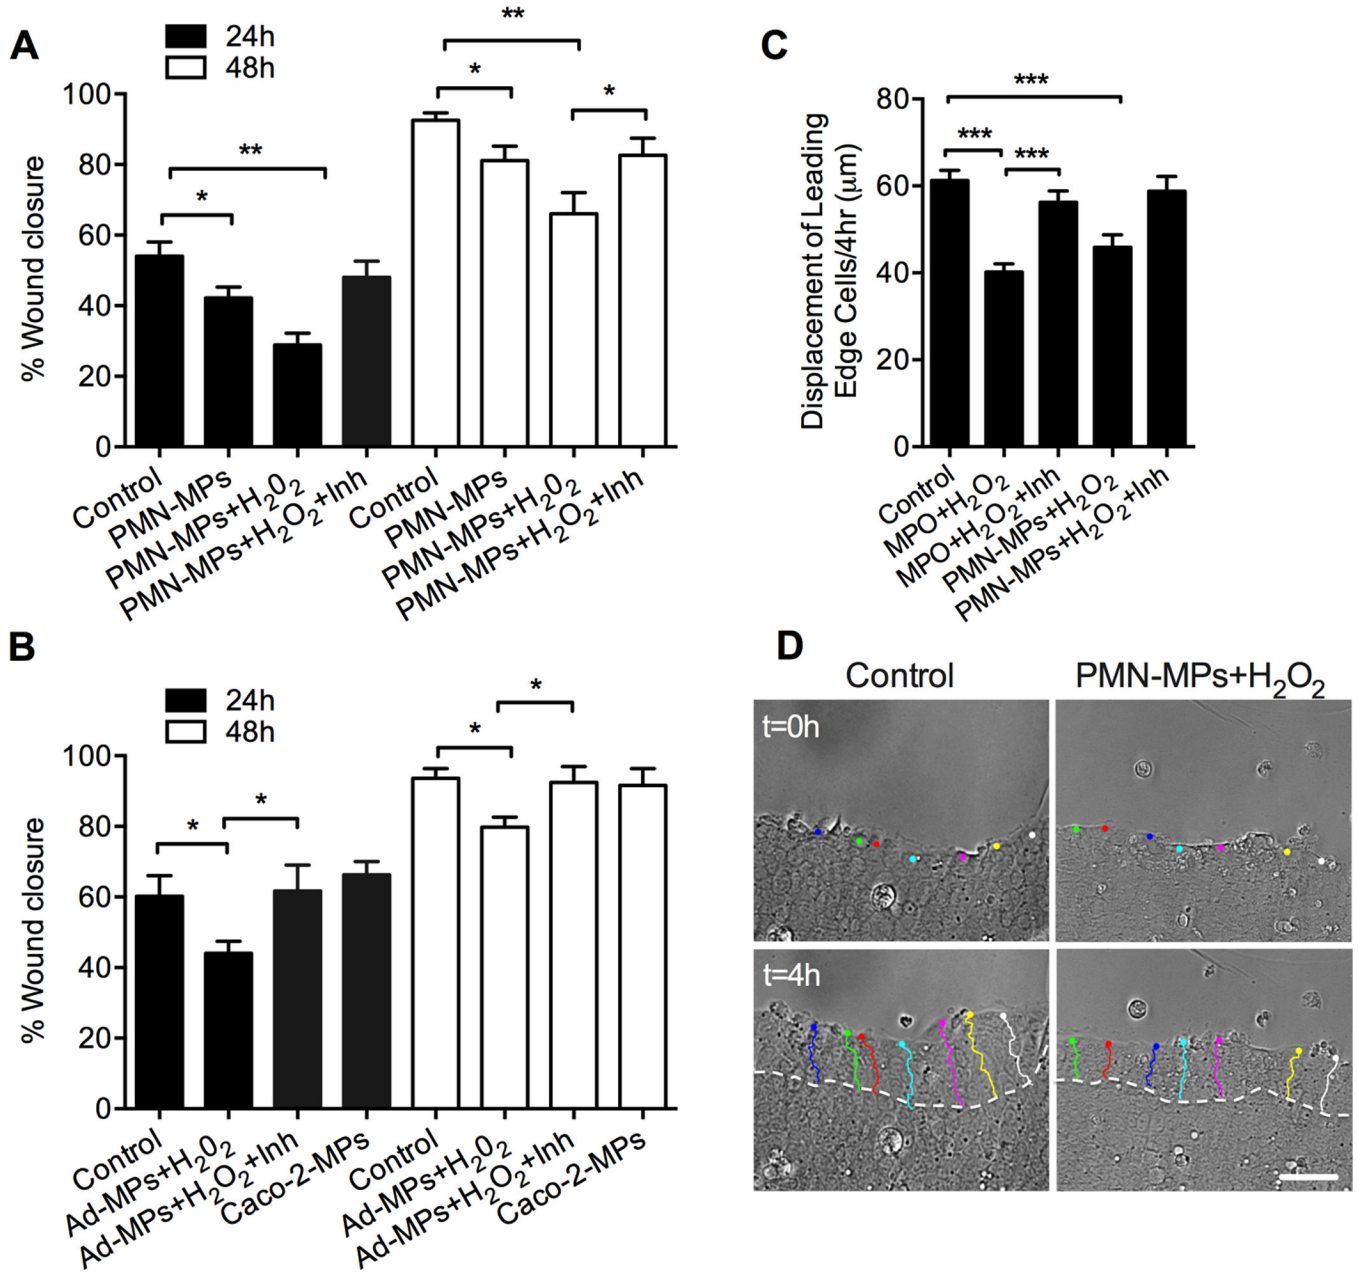 A
24h
48h
**
*
**
*
*
*
% Wound closure
100
80
60
40
20
0
Control
PMN-MPs
PMN-MPs+H₂0₂
PMN-MPs+H₂O₂+Inh
Control
PMN-MPs
PMN-MPs+H₂0₂
PMN-MPs+H₂O₂+Inh
C
***
***
***
Displacement of Leading
Edge Cells/4hr (μm)
80
60
40
20
0
Control
MPO+H₂O₂
MPO+H₂O₂+Inh
PMN-MPs+H₂O₂
PMN-MPs+H₂O₂+Inh
B
24h
48h
*
*
*
*
% Wound closure
100
80
60
40
20
0
Control
Ad-MPs+H₂0₂
Ad-MPs+H₂O₂+Inh
Caco-2-MPs
Control
Ad-MPs+H₂0₂
Ad-MPs+H₂O₂+Inh
Caco-2-MPs
D
Control
PMN-MPs+H₂O₂
t=0h
t=4h